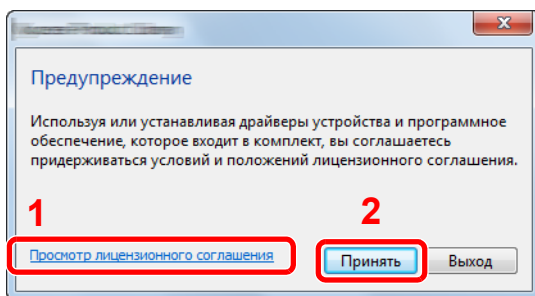 Предупреждение
Используя или устанавливая драйверы устройства и программное
обеспечение, которое входит в комплект, вы соглашаетесь
придерживаться условий и положений лицензионного соглашения.
1
2
Просмотр лицензионного соглашения
Принять
Выход